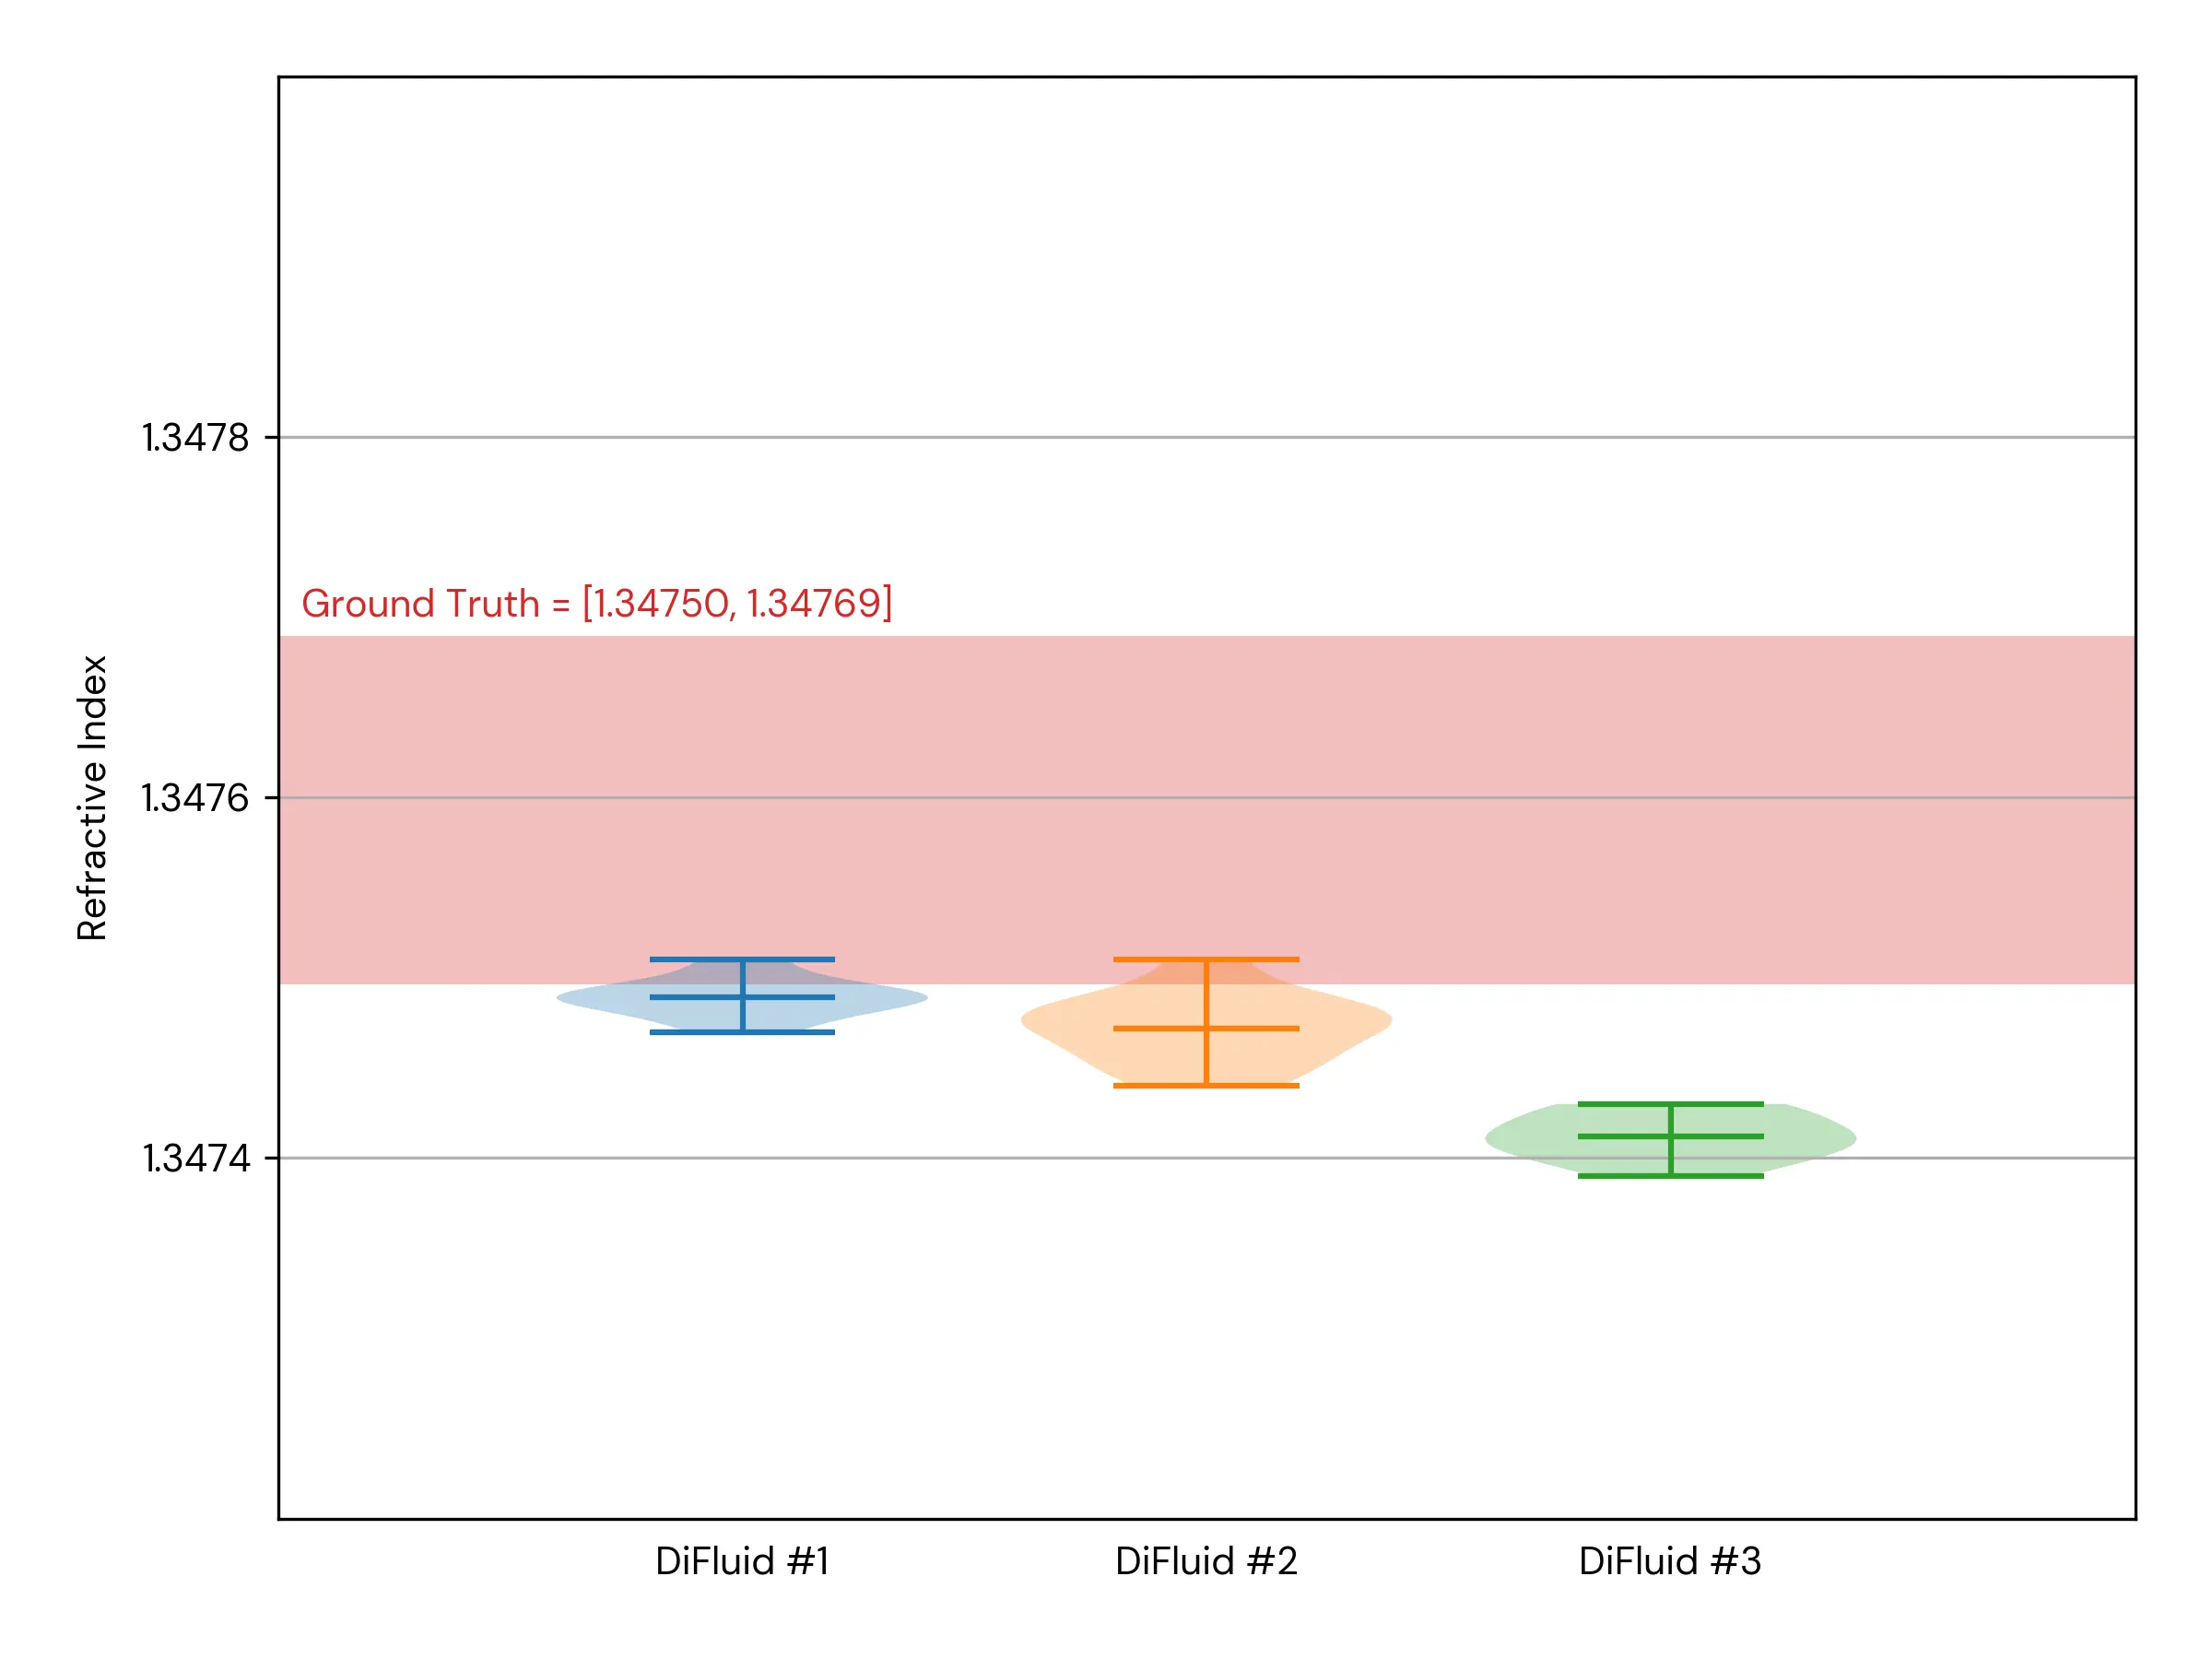 1.3478
Ground Truth = [1.34750, 1.34769]
1.3476
Refractive Index
1.3474
DiFluid #1
DiFluid #2
DiFluid #3